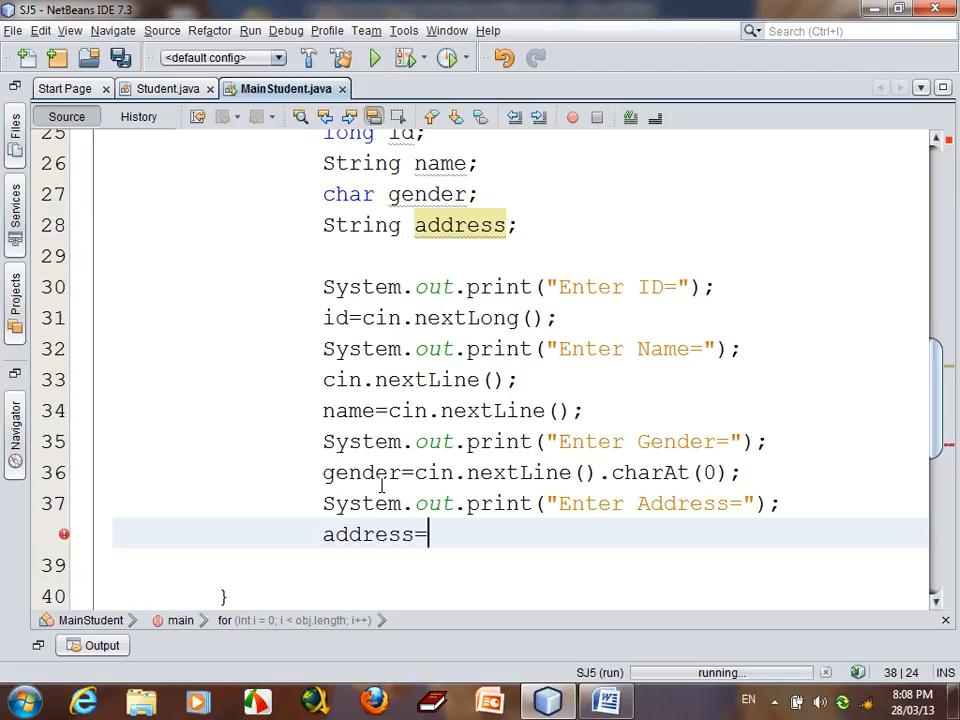 SJ5 - NetBeans IDE 7.3
File Edit View Navigate Source Refactor Run Debug Profile Team Tools Window Help
Search (Ctrl+I)
<default config>
Start Page Student.java MainStudent.java
Source History
Files
Services
Projects
Navigator
25 long id;
26 String name;
27 char gender;
28 String address;
29
30 System.out.print("Enter ID=");
31 id=cin.nextLong();
32 System.out.print("Enter Name=");
33 cin.nextLine();
34 name=cin.nextLine();
35 System.out.print("Enter Gender=");
36 gender=cin.nextLine().charAt(0);
37 System.out.print("Enter Address=");
address=
39
40 }
MainStudent main for (int i = 0; i < obj.length; i++)
Output
SJ5 (run) running... 38 | 24 INS
EN 8:08 PM
28/03/13